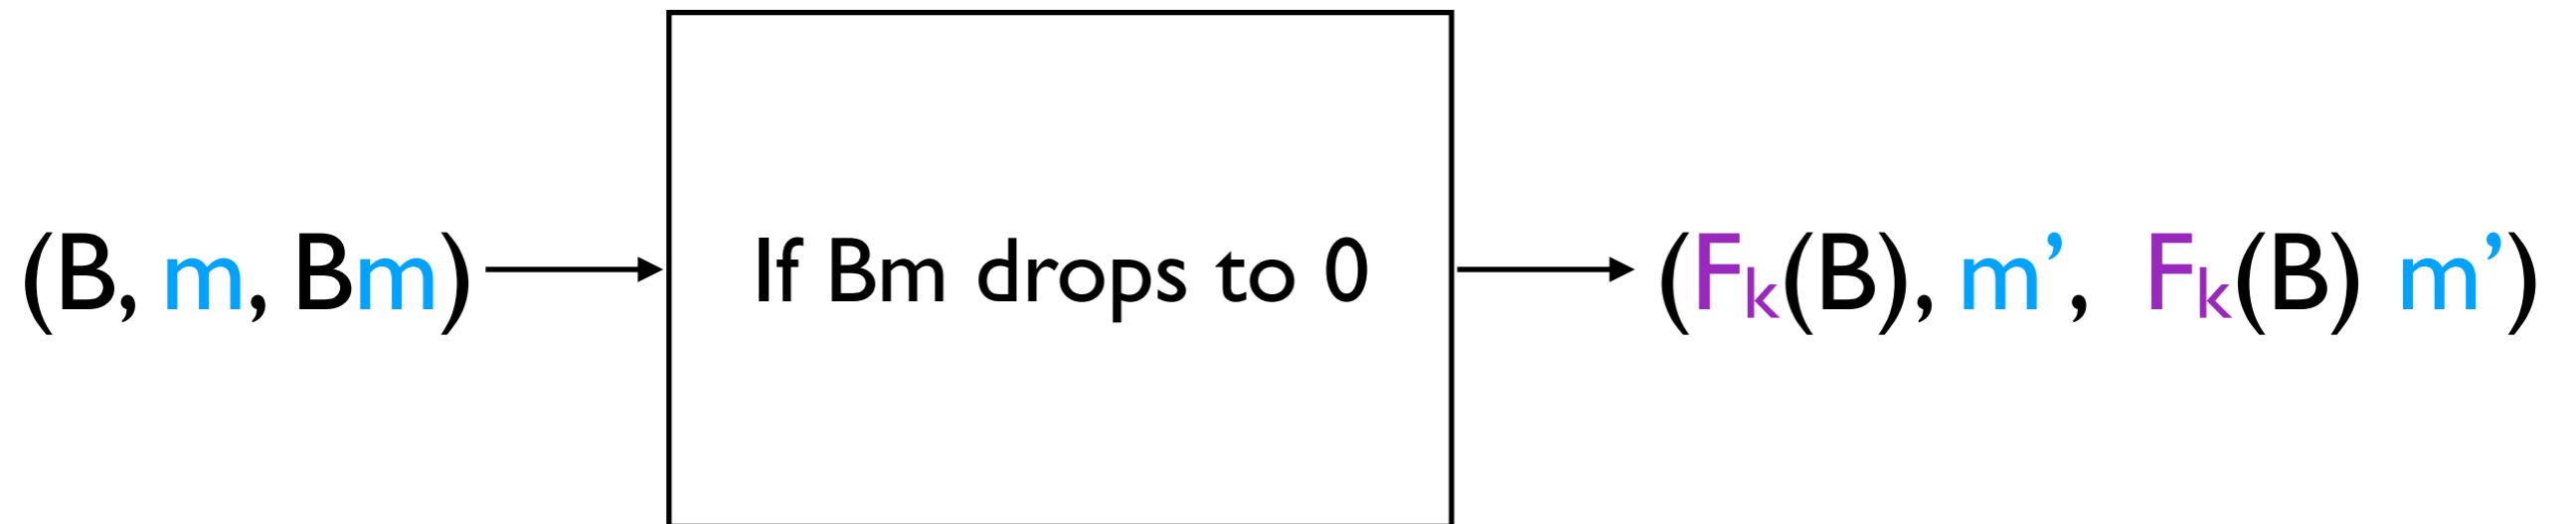 (B, m, Bm)
If Bm drops to 0
(Fₖ(B), m’, Fₖ(B) m’)